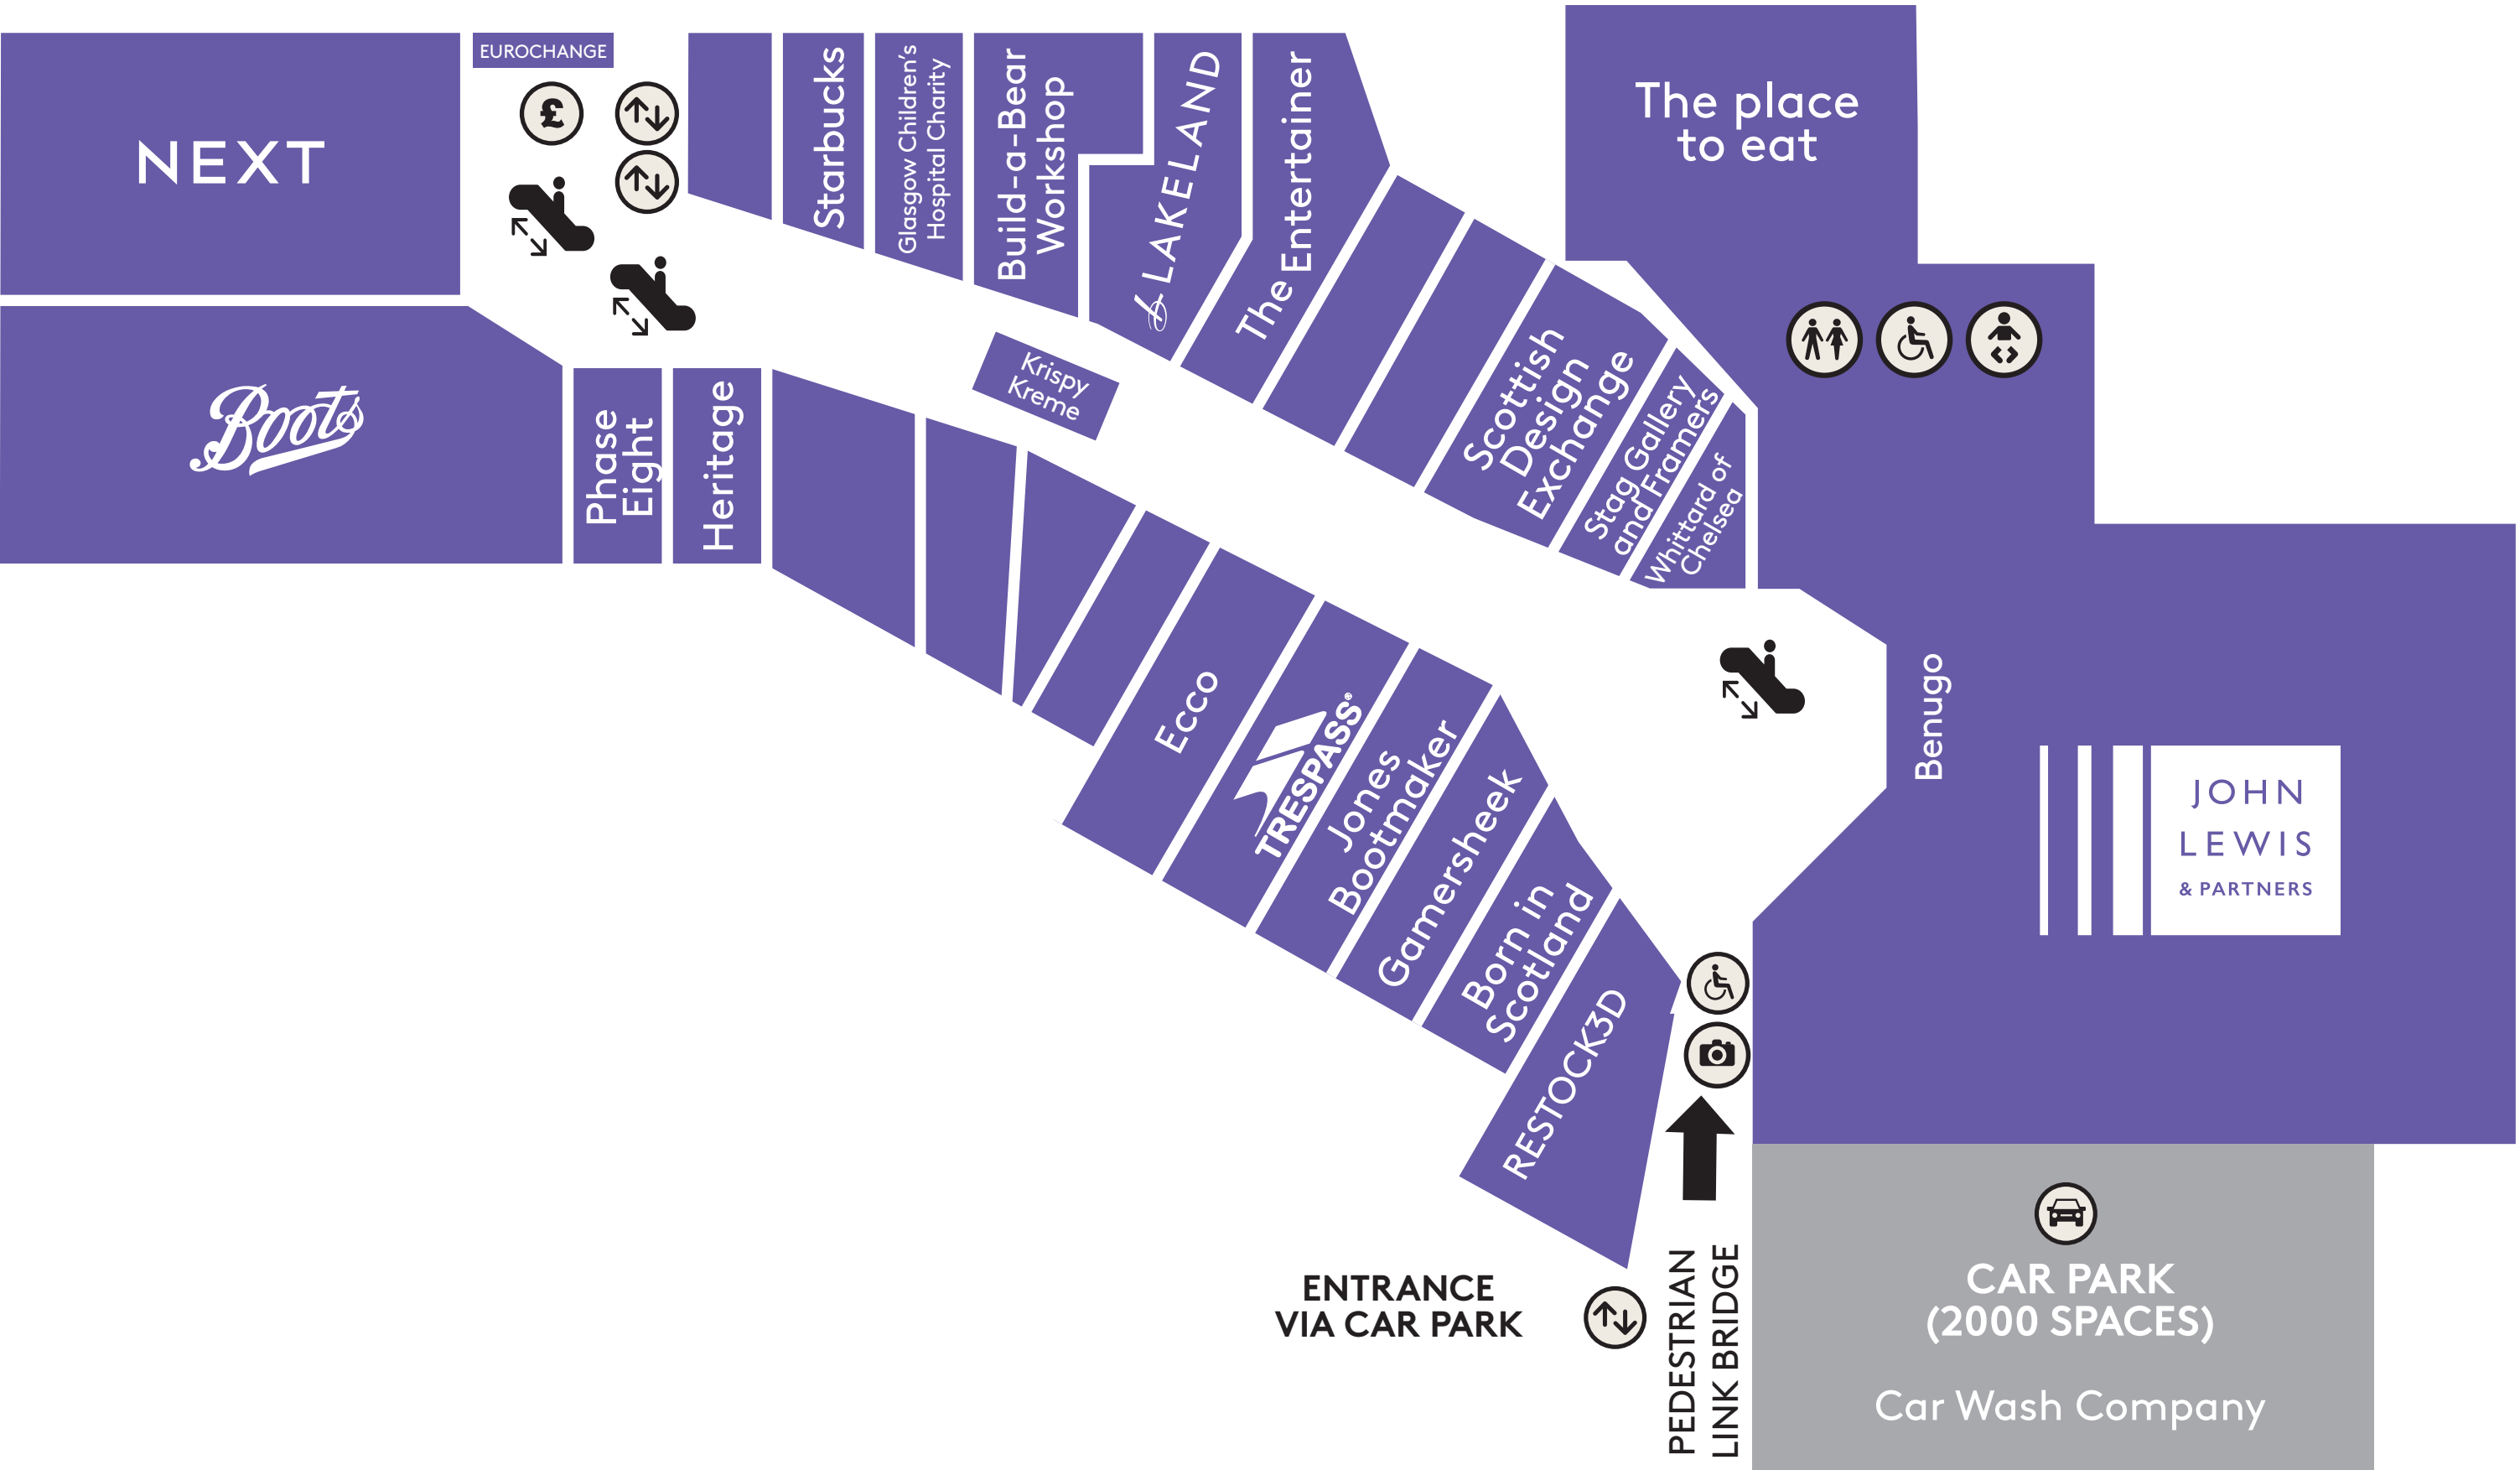 NEXT
EUROCHANGE
£
Starbucks
Glasgow Children's
Hospital Charity
Build-a-Bear
Workshop
LAKELAND
The Entertainer
The place
to eat
Boots
Phase
Eight
Heritage
Krispy
Kreme
Scottish
Design
Exchange
Stag Gallery
and Framers
Whittard of
Chelsea
Ecco
TRESPASS®
Jones
Bootmaker
Gamersheek
Born in
Scotland
RESTOCK3D
Benugo
JOHN
LEWIS
& PARTNERS
ENTRANCE
VIA CAR PARK
PEDESTRIAN
LINK BRIDGE
CAR PARK
(2000 SPACES)
Car Wash Company